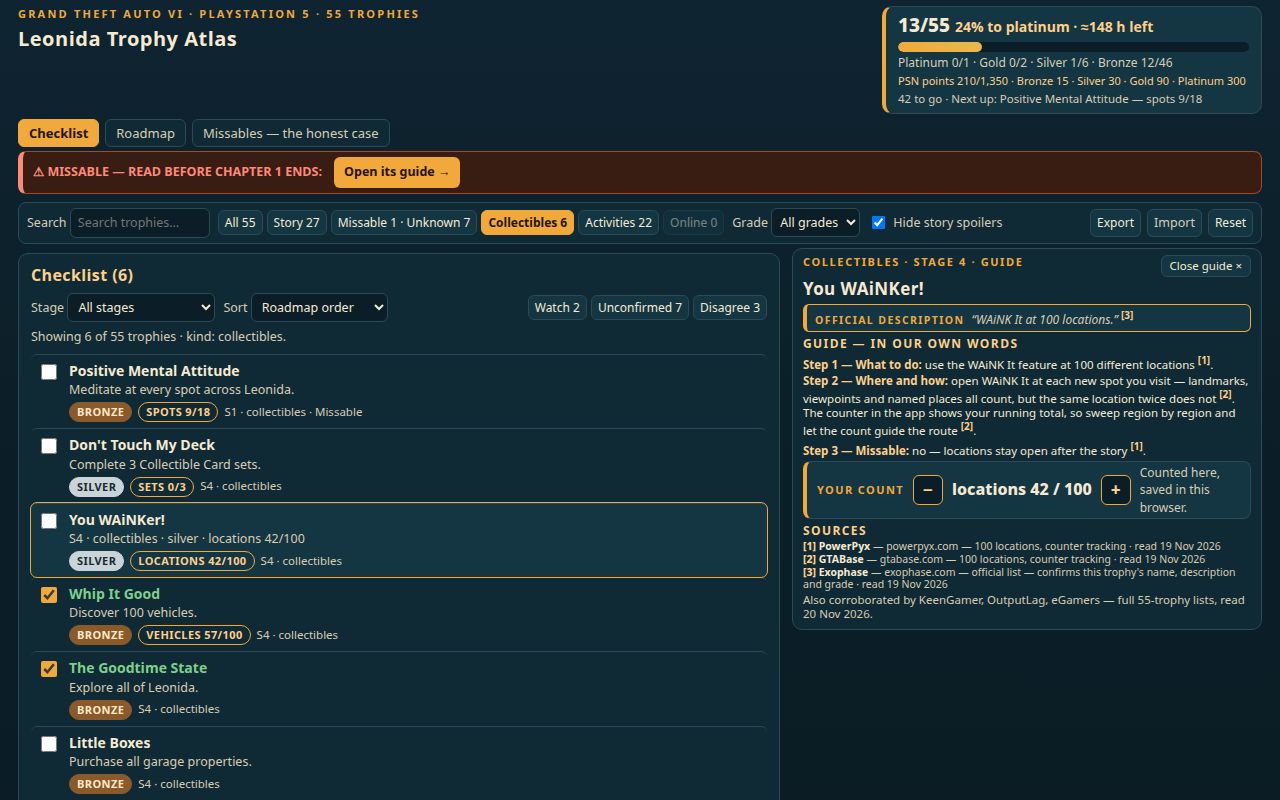 GRAND THEFT AUTO VI · PLAYSTATION 5 · 55 TROPHIES
Leonida Trophy Atlas
13/55 24% to platinum · ≈148 h left
Platinum 0/1 · Gold 0/2 · Silver 1/6 · Bronze 12/46
PSN points 210/1,350 · Bronze 15 · Silver 30 · Gold 90 · Platinum 300
42 to go · Next up: Positive Mental Attitude — spots 9/18
Checklist Roadmap Missables — the honest case
⚠ MISSABLE — READ BEFORE CHAPTER 1 ENDS: Open its guide →
Search Search trophies... All 55 Story 27 Missable 1 · Unknown 7 Collectibles 6 Activities 22 Online 0 Grade All grades Hide story spoilers Export Import Reset
Checklist (6)
Stage All stages Sort Roadmap order Watch 2 Unconfirmed 7 Disagree 3
Showing 6 of 55 trophies · kind: collectibles.
Positive Mental Attitude
Meditate at every spot across Leonida.
BRONZE SPOTS 9/18 S1 · collectibles · Missable
Don't Touch My Deck
Complete 3 Collectible Card sets.
SILVER SETS 0/3 S4 · collectibles
You WAiNKer!
S4 · collectibles · silver · locations 42/100
SILVER LOCATIONS 42/100 S4 · collectibles
Whip It Good
Discover 100 vehicles.
BRONZE VEHICLES 57/100 S4 · collectibles
The Goodtime State
Explore all of Leonida.
BRONZE S4 · collectibles
Little Boxes
Purchase all garage properties.
BRONZE S4 · collectibles
COLLECTIBLES · STAGE 4 · GUIDE Close guide ×
You WAiNKer!
OFFICIAL DESCRIPTION “WAiNK It at 100 locations.” [3]
GUIDE — IN OUR OWN WORDS
Step 1 — What to do: use the WAiNK It feature at 100 different locations [1].
Step 2 — Where and how: open WAiNK It at each new spot you visit — landmarks,
viewpoints and named places all count, but the same location twice does not [2].
The counter in the app shows your running total, so sweep region by region and
let the count guide the route [2].
Step 3 — Missable: no — locations stay open after the story [1].
YOUR COUNT − locations 42 / 100 + Counted here,
saved in this
browser.
SOURCES
[1] PowerPyx — powerpyx.com — 100 locations, counter tracking · read 19 Nov 2026
[2] GTABase — gtabase.com — 100 locations, counter tracking · read 19 Nov 2026
[3] Exophase — exophase.com — official list — confirms this trophy's name, description
and grade · read 19 Nov 2026
Also corroborated by KeenGamer, OutputLag, eGamers — full 55-trophy lists, read
20 Nov 2026.